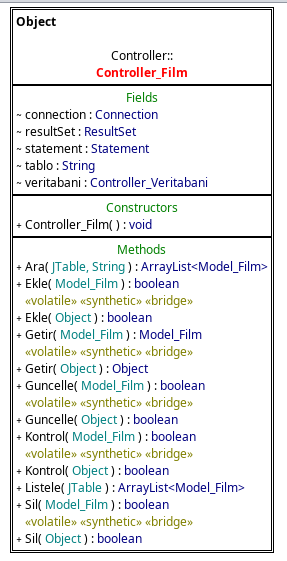 Object
Controller::
Controller_Film
Fields
~ connection : Connection
~ resultSet : ResultSet
~ statement : Statement
~ tablo : String
~ veritabani : Controller_Veritabani
Constructors
+ Controller_Film( ) : void
Methods
+ Ara( JTable, String ) : ArrayList<Model_Film>
+ Ekle( Model_Film ) : boolean
«volatile» «synthetic» «bridge»
+ Ekle( Object ) : boolean
+ Getir( Model_Film ) : Model_Film
«volatile» «synthetic» «bridge»
+ Getir( Object ) : Object
+ Guncelle( Model_Film ) : boolean
«volatile» «synthetic» «bridge»
+ Guncelle( Object ) : boolean
+ Kontrol( Model_Film ) : boolean
«volatile» «synthetic» «bridge»
+ Kontrol( Object ) : boolean
+ Listele( JTable ) : ArrayList<Model_Film>
+ Sil( Model_Film ) : boolean
«volatile» «synthetic» «bridge»
+ Sil( Object ) : boolean